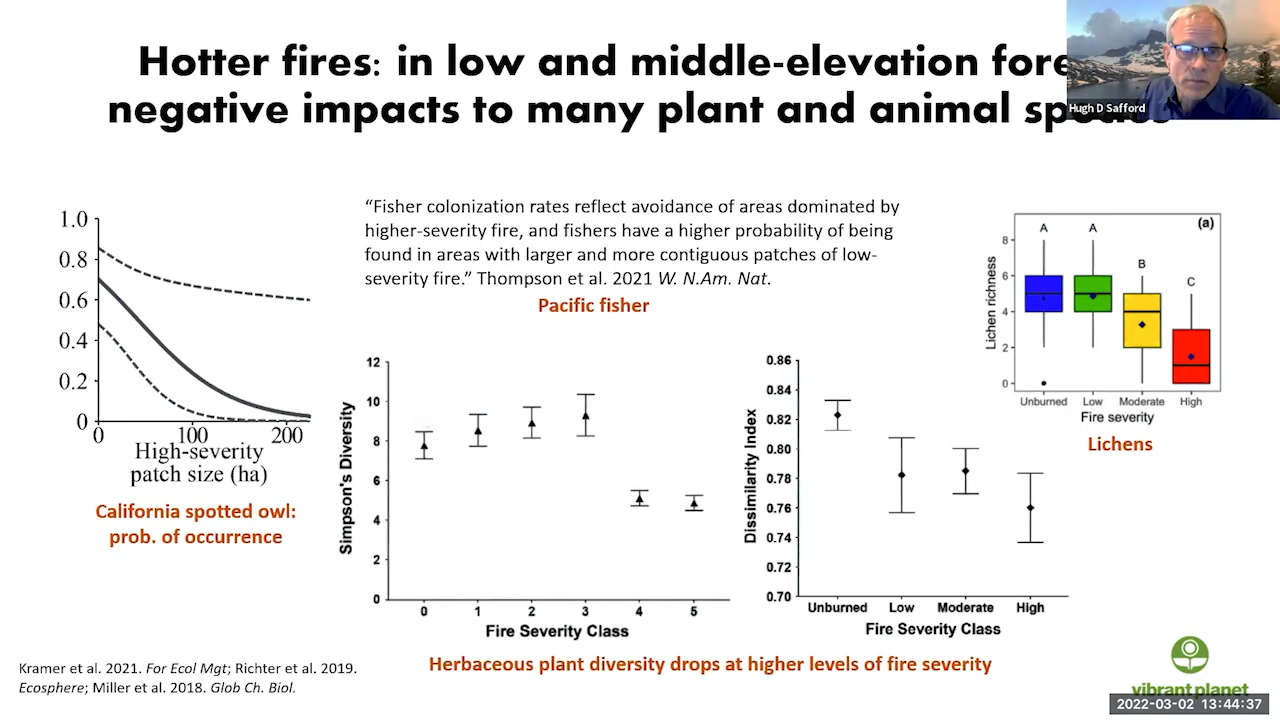 Hotter fires: in low and middle-elevation
negative impacts to many plant and animal
Hugh D Safford
"Fisher colonization rates reflect avoidance of areas dominated by
higher-severity fire, and fishers have a higher probability of being
found in areas with larger and more contiguous patches of low-
severity fire." Thompson et al. 2021 W. N.Am. Nat.
Pacific fisher
1.0
0.8
0.6
0.4
0.2
0
0 100 200
High-severity
patch size (ha)
California spotted owl:
prob. of occurrence
12
10
8
6
4
2
0
Simpson's Diversity
0 1 2 3 4 5
Fire Severity Class
0.86
0.84
0.82
0.80
0.78
0.76
0.74
0.72
0.70
Dissimilarity Index
Unburned Low Moderate High
Fire Severity Class
(a)
A A B C
8
6
4
2
0
Lichen richness
Unburned Low Moderate High
Fire severity
Lichens
Herbaceous plant diversity drops at higher levels of fire severity
Kramer et al. 2021. For Ecol Mgt; Richter et al. 2019.
Ecosphere; Miller et al. 2018. Glob Ch. Biol.
vibrant planet
2022-03-02 13:44:37